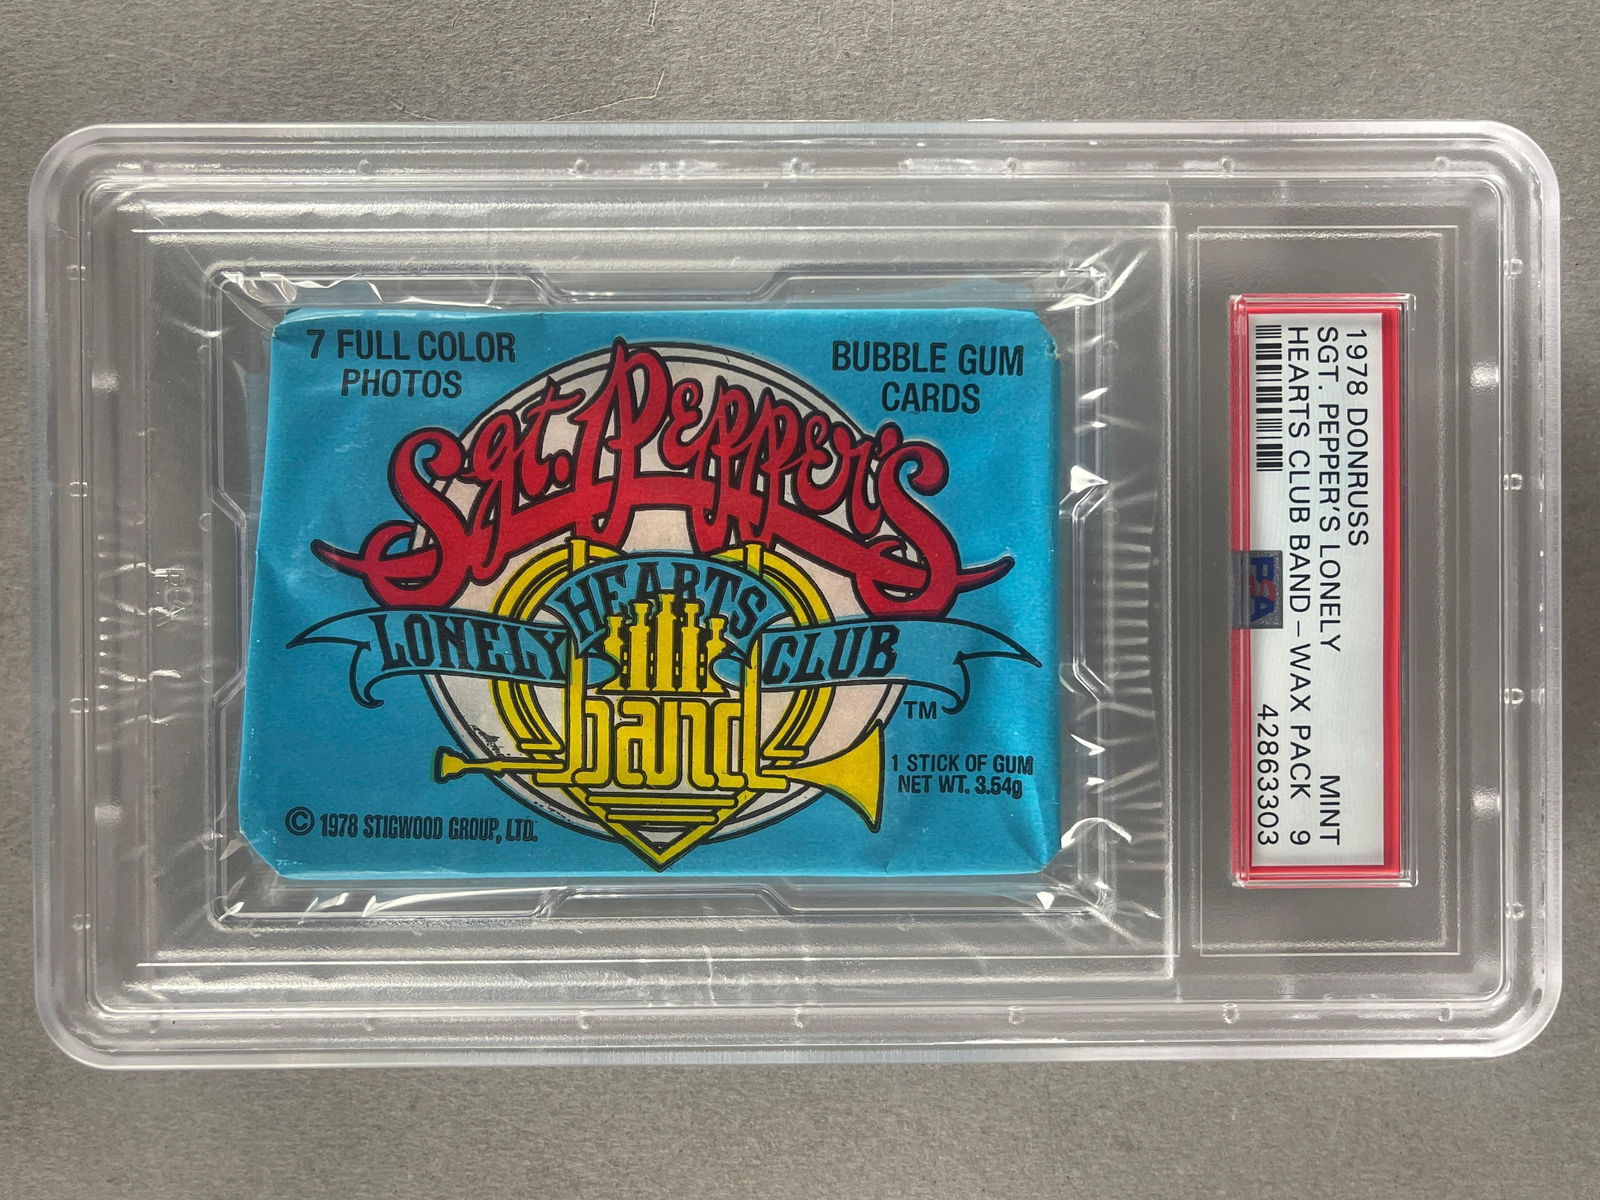 7 FULL COLOR
PHOTOS
BUBBLE GUM
CARDS
Sgt. Pepper's
LONELY HEARTS CLUB
band
TM
1 STICK OF GUM
NET WT. 3.54g
© 1978 STIGWOOD GROUP, LTD.
1978 DONRUSS
SGT. PEPPER'S LONELY MINT
HEARTS CLUB BAND-WAX PACK 9
42863303
PSA